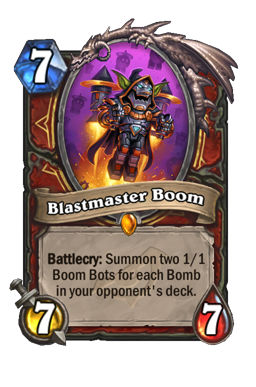 7
Blastmaster Boom
Battlecry: Summon two 1/1
Boom Bots for each Bomb
in your opponent's deck.
7
7